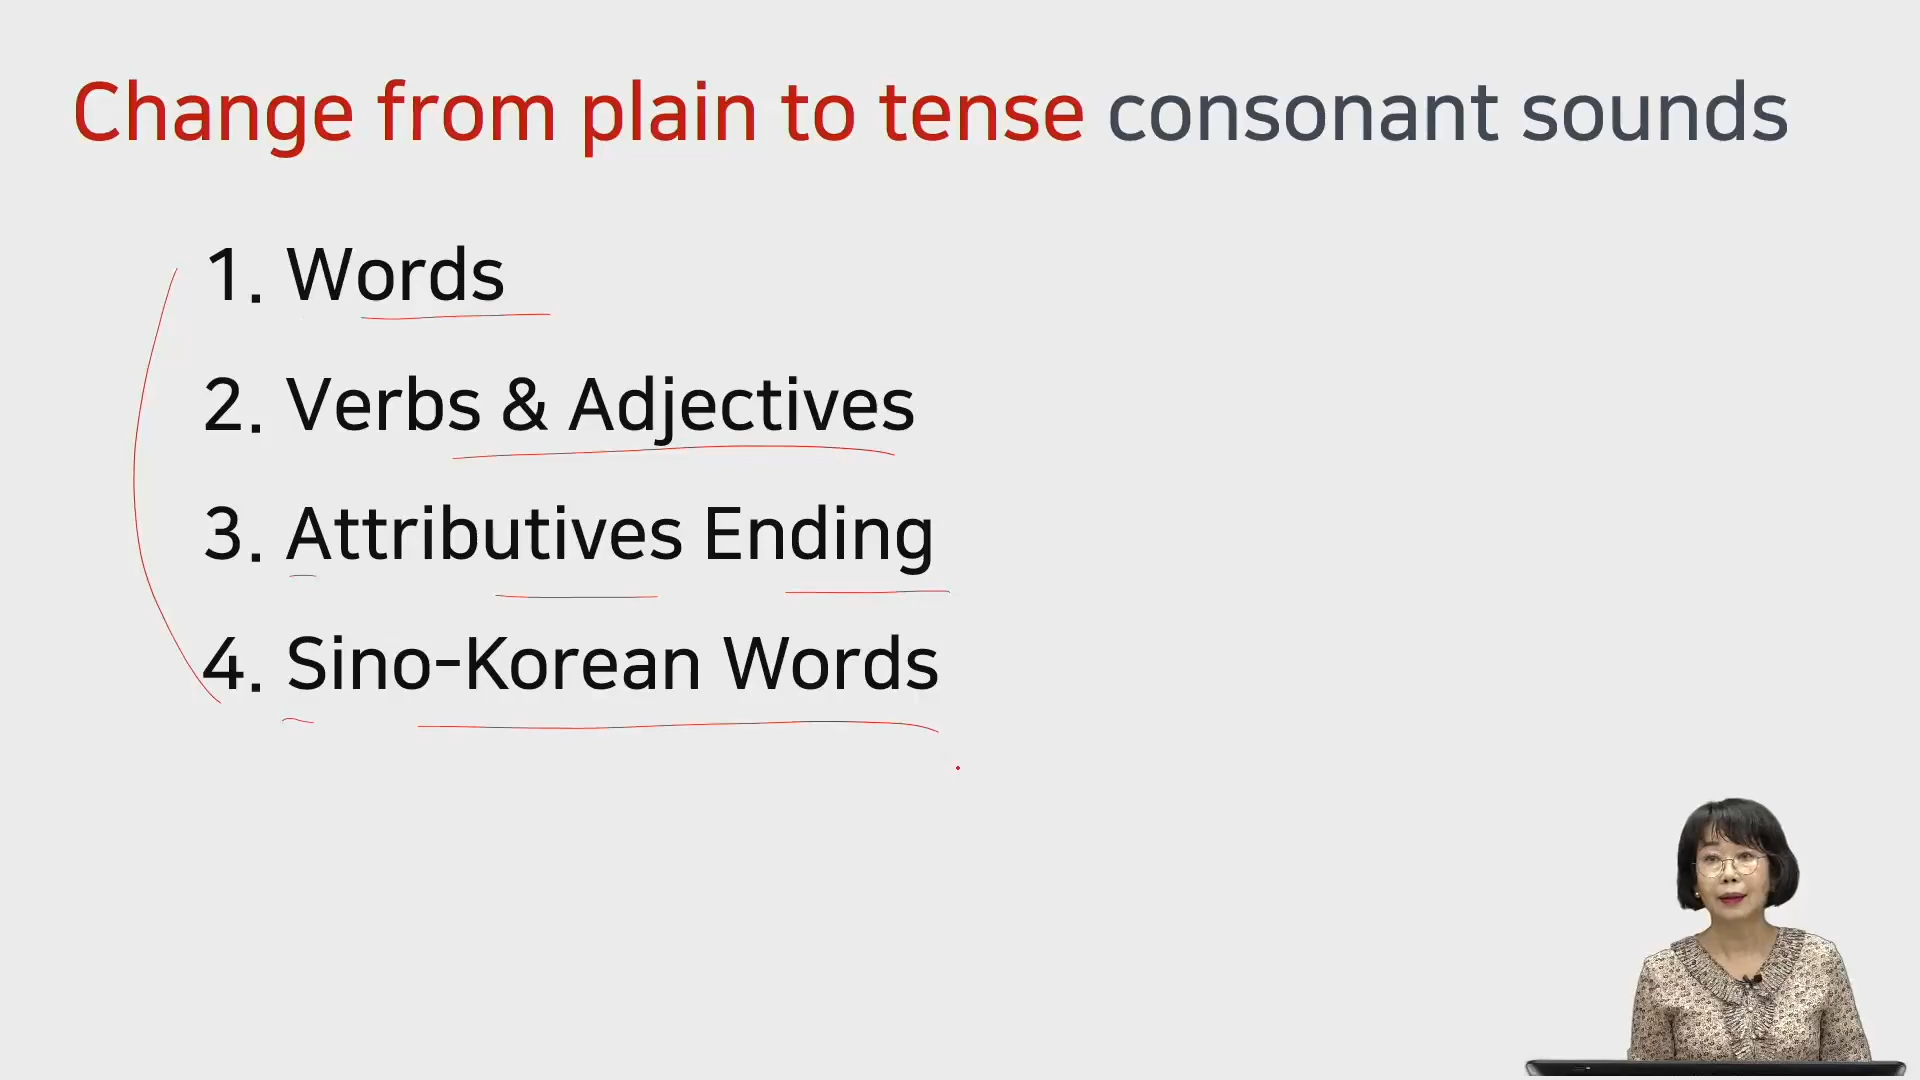 Change from plain to tense consonant sounds
1. Words
2. Verbs & Adjectives
3. Attributives Ending
4. Sino-Korean Words